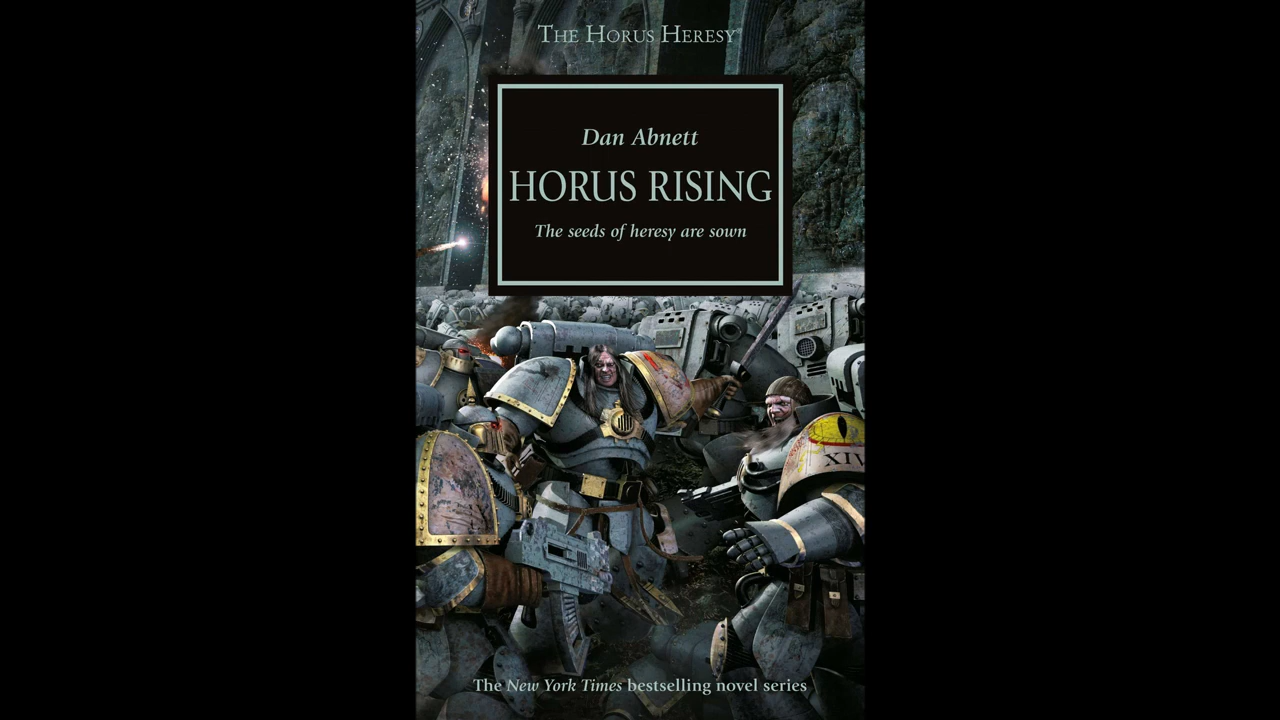 The Horus Heresy
Dan Abnett
HORUS RISING
The seeds of heresy are sown
XIV
The New York Times bestselling novel series